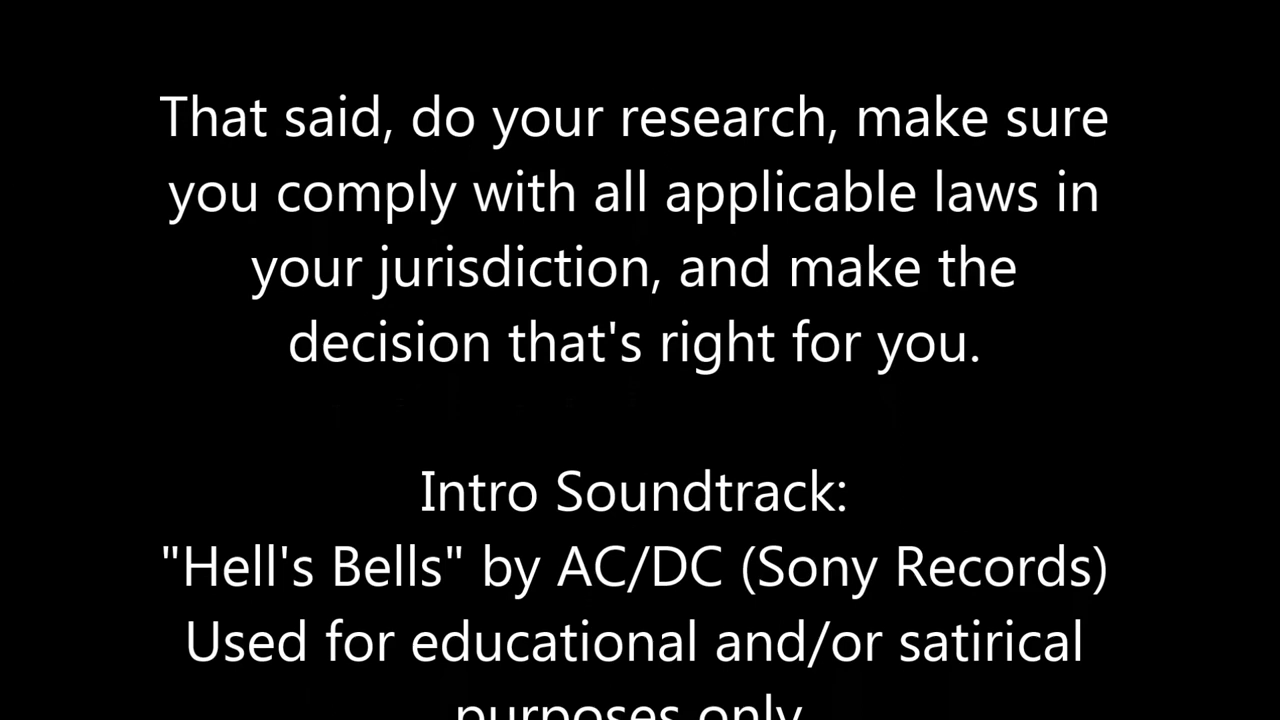 That said, do your research, make sure
you comply with all applicable laws in
your jurisdiction, and make the
decision that's right for you.
Intro Soundtrack:
"Hell's Bells" by AC/DC (Sony Records)
Used for educational and/or satirical
purposes only